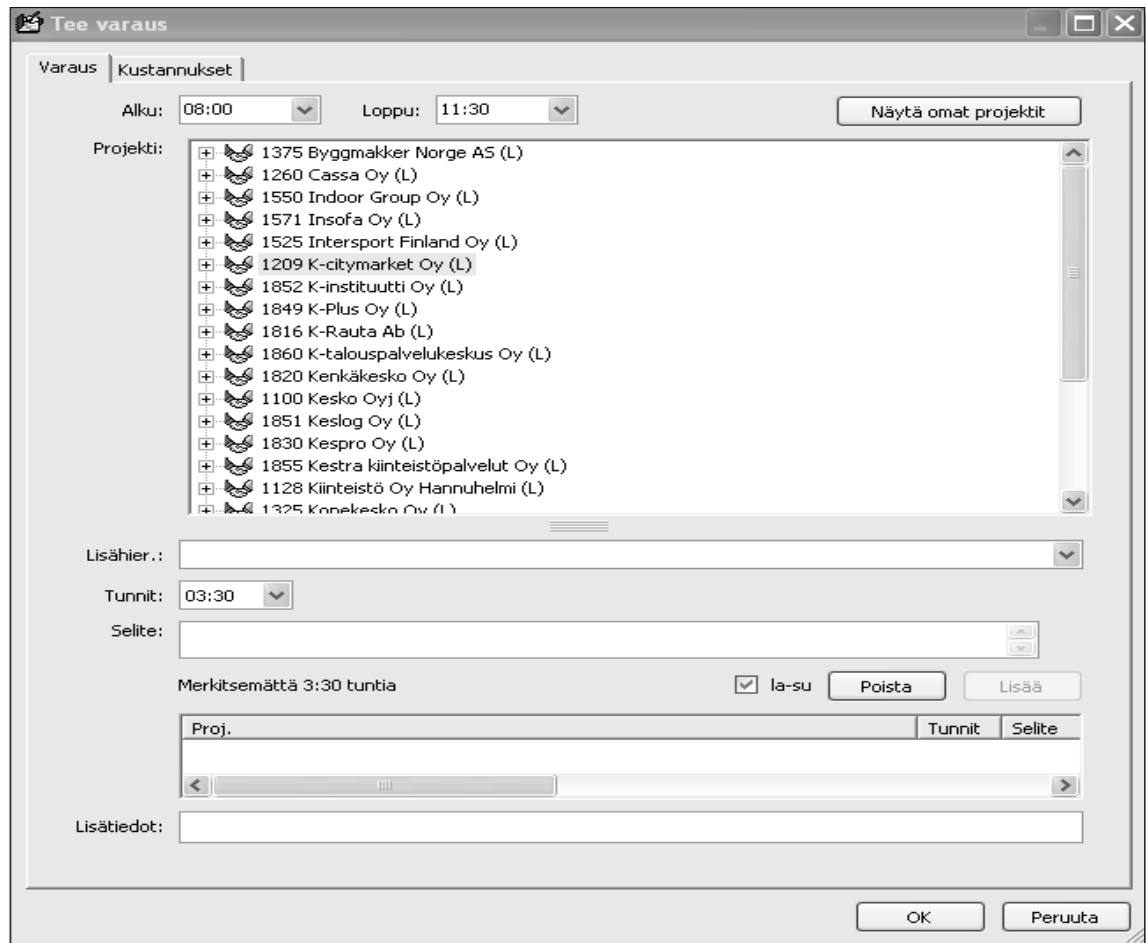 Tee varaus
Varaus Kustannukset
Alku: 08:00 Loppu: 11:30 Näytä omat projektit
Projekti:
1375 Byggmakker Norge AS (L)
1260 Cassa Oy (L)
1550 Indoor Group Oy (L)
1571 Insofa Oy (L)
1525 Intersport Finland Oy (L)
1209 K-citymarket Oy (L)
1852 K-instituutti Oy (L)
1849 K-Plus Oy (L)
1816 K-Rauta Ab (L)
1860 K-talouspalvelukeskus Oy (L)
1820 Kenkäkesko Oy (L)
1100 Kesko Oyj (L)
1851 Keslog Oy (L)
1830 Kespro Oy (L)
1855 Kestra kiinteistöpalvelut Oy (L)
1128 Kiinteistö Oy Hannuhelmi (L)
1325 Konekesko Oy (L)
Lisähier.:
Tunnit: 03:30
Selite:
Merkitsemättä 3:30 tuntia la-su Poista Lisää
Proj. Tunnit Selite
Lisätiedot:
OK Peruuta